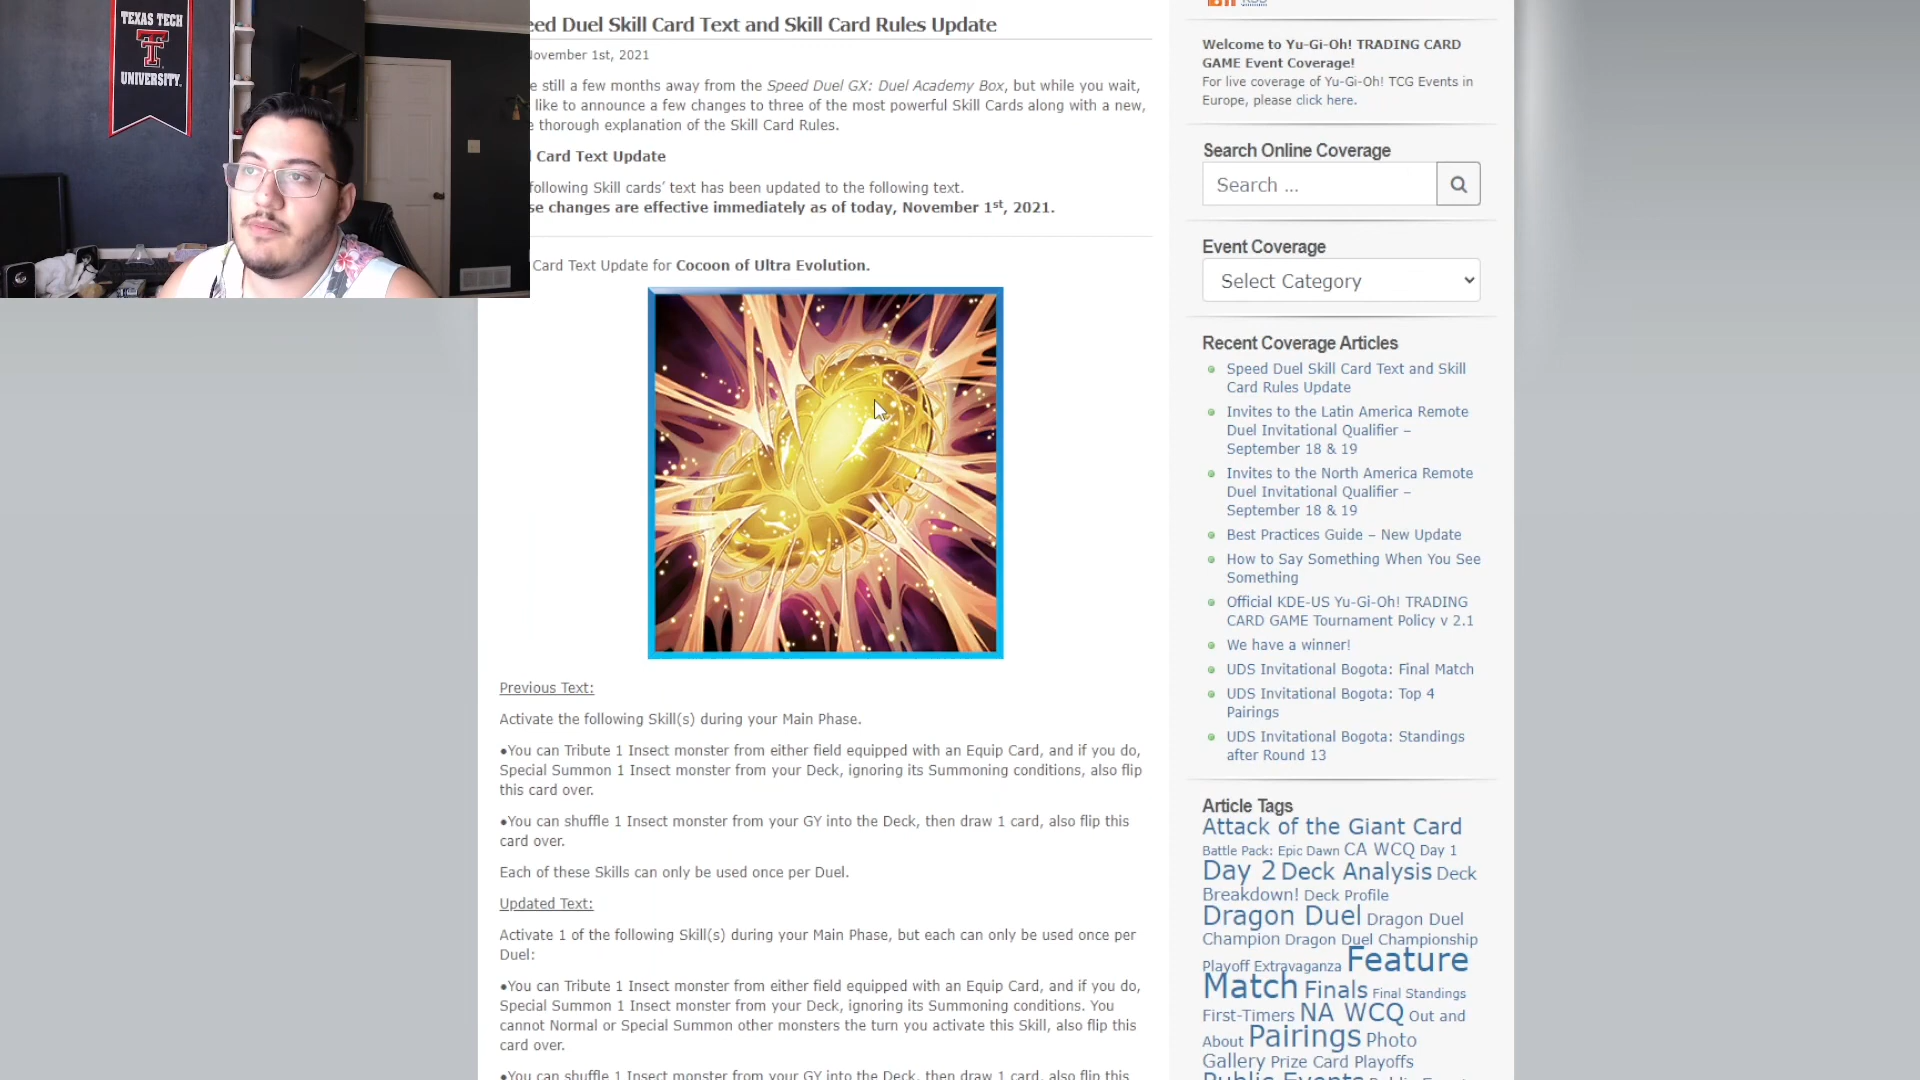 TEXAS TECH
UNIVERSITY
eed Duel Skill Card Text and Skill Card Rules Update
November 1st, 2021
e still a few months away from the Speed Duel GX: Duel Academy Box, but while you wait,
like to announce a few changes to three of the most powerful Skill Cards along with a new,
e thorough explanation of the Skill Card Rules.
Card Text Update
following Skill cards' text has been updated to the following text.
se changes are effective immediately as of today, November 1st, 2021.
Card Text Update for Cocoon of Ultra Evolution.
Previous Text:
Activate the following Skill(s) during your Main Phase.
●You can Tribute 1 Insect monster from either field equipped with an Equip Card, and if you do,
Special Summon 1 Insect monster from your Deck, ignoring its Summoning conditions, also flip
this card over.
●You can shuffle 1 Insect monster from your GY into the Deck, then draw 1 card, also flip this
card over.
Each of these Skills can only be used once per Duel.
Updated Text:
Activate 1 of the following Skill(s) during your Main Phase, but each can only be used once per
Duel:
●You can Tribute 1 Insect monster from either field equipped with an Equip Card, and if you do,
Special Summon 1 Insect monster from your Deck, ignoring its Summoning conditions. You
cannot Normal or Special Summon other monsters the turn you activate this Skill, also flip this
card over.
●You can shuffle 1 Insect monster from your GY into the Deck, then draw 1 card, also flip this
Welcome to Yu-Gi-Oh! TRADING CARD
GAME Event Coverage!
For live coverage of Yu-Gi-Oh! TCG Events in
Europe, please click here.
Search Online Coverage
Search ...
Event Coverage
Select Category
Recent Coverage Articles
Speed Duel Skill Card Text and Skill
Card Rules Update
Invites to the Latin America Remote
Duel Invitational Qualifier –
September 18 & 19
Invites to the North America Remote
Duel Invitational Qualifier –
September 18 & 19
Best Practices Guide – New Update
How to Say Something When You See
Something
Official KDE-US Yu-Gi-Oh! TRADING
CARD GAME Tournament Policy v 2.1
We have a winner!
UDS Invitational Bogota: Final Match
UDS Invitational Bogota: Top 4
Pairings
UDS Invitational Bogota: Standings
after Round 13
Article Tags
Attack of the Giant Card
Battle Pack: Epic Dawn CA WCQ Day 1
Day 2 Deck Analysis Deck
Breakdown! Deck Profile
Dragon Duel Dragon Duel
Champion Dragon Duel Championship
Playoff Extravaganza Feature
Match Finals Final Standings
First-Timers NA WCQ Out and
About Pairings Photo
Gallery Prize Card Playoffs